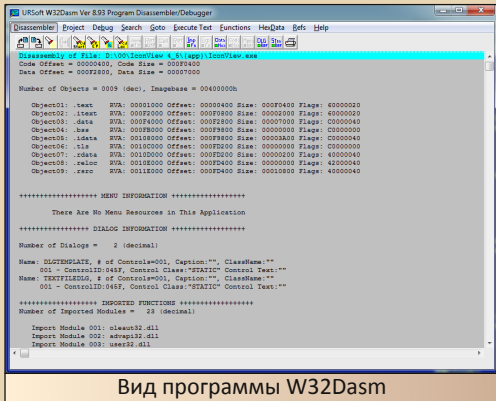 URSoft W32Dasm Ver 8.93 Program Disassembler/Debugger
Disassembler Project Debug Search Goto Execute Text Functions HexData Refs Help
Disassembly of File: D:\00\IconView 4_5\{app}\IconView.exe
Code Offset = 00000400, Code Size = 000F0400
Data Offset = 000F2800, Data Size = 00007000
Number of Objects = 0009 (dec), Imagebase = 00400000h
Object01: .text RVA: 00001000 Offset: 00000400 Size: 000F0400 Flags: 60000020
Object02: .itext RVA: 000F2000 Offset: 000F0800 Size: 00002000 Flags: 60000020
Object03: .data RVA: 000F4000 Offset: 000F2800 Size: 00007000 Flags: C0000040
Object04: .bss RVA: 000FB000 Offset: 000F9800 Size: 00000000 Flags: C0000000
Object05: .idata RVA: 00108000 Offset: 000F9800 Size: 00003A00 Flags: C0000040
Object06: .tls RVA: 0010C000 Offset: 000FD200 Size: 00000000 Flags: C0000000
Object07: .rdata RVA: 0010D000 Offset: 000FD200 Size: 00000200 Flags: 40000040
Object08: .reloc RVA: 0010E000 Offset: 000FD400 Size: 00000000 Flags: 42000040
Object09: .rsrc RVA: 0011E000 Offset: 000FD400 Size: 00010800 Flags: 40000040
++++++++++++++++++ MENU INFORMATION ++++++++++++++++++
There Are No Menu Resources in This Application
+++++++++++++++++ DIALOG INFORMATION ++++++++++++++++++
Number of Dialogs = 2 (decimal)
Name: DLGTEMPLATE, # of Controls=001, Caption:"", ClassName:""
001 - ControlID:045F, Control Class:"STATIC" Control Text:""
Name: TEXTFILEDLG, # of Controls=001, Caption:"", ClassName:""
001 - ControlID:045F, Control Class:"STATIC" Control Text:""
+++++++++++++++++++ IMPORTED FUNCTIONS ++++++++++++++++++
Number of Imported Modules = 23 (decimal)
Import Module 001: oleaut32.dll
Import Module 002: advapi32.dll
Import Module 003: user32.dll
Вид программы W32Dasm